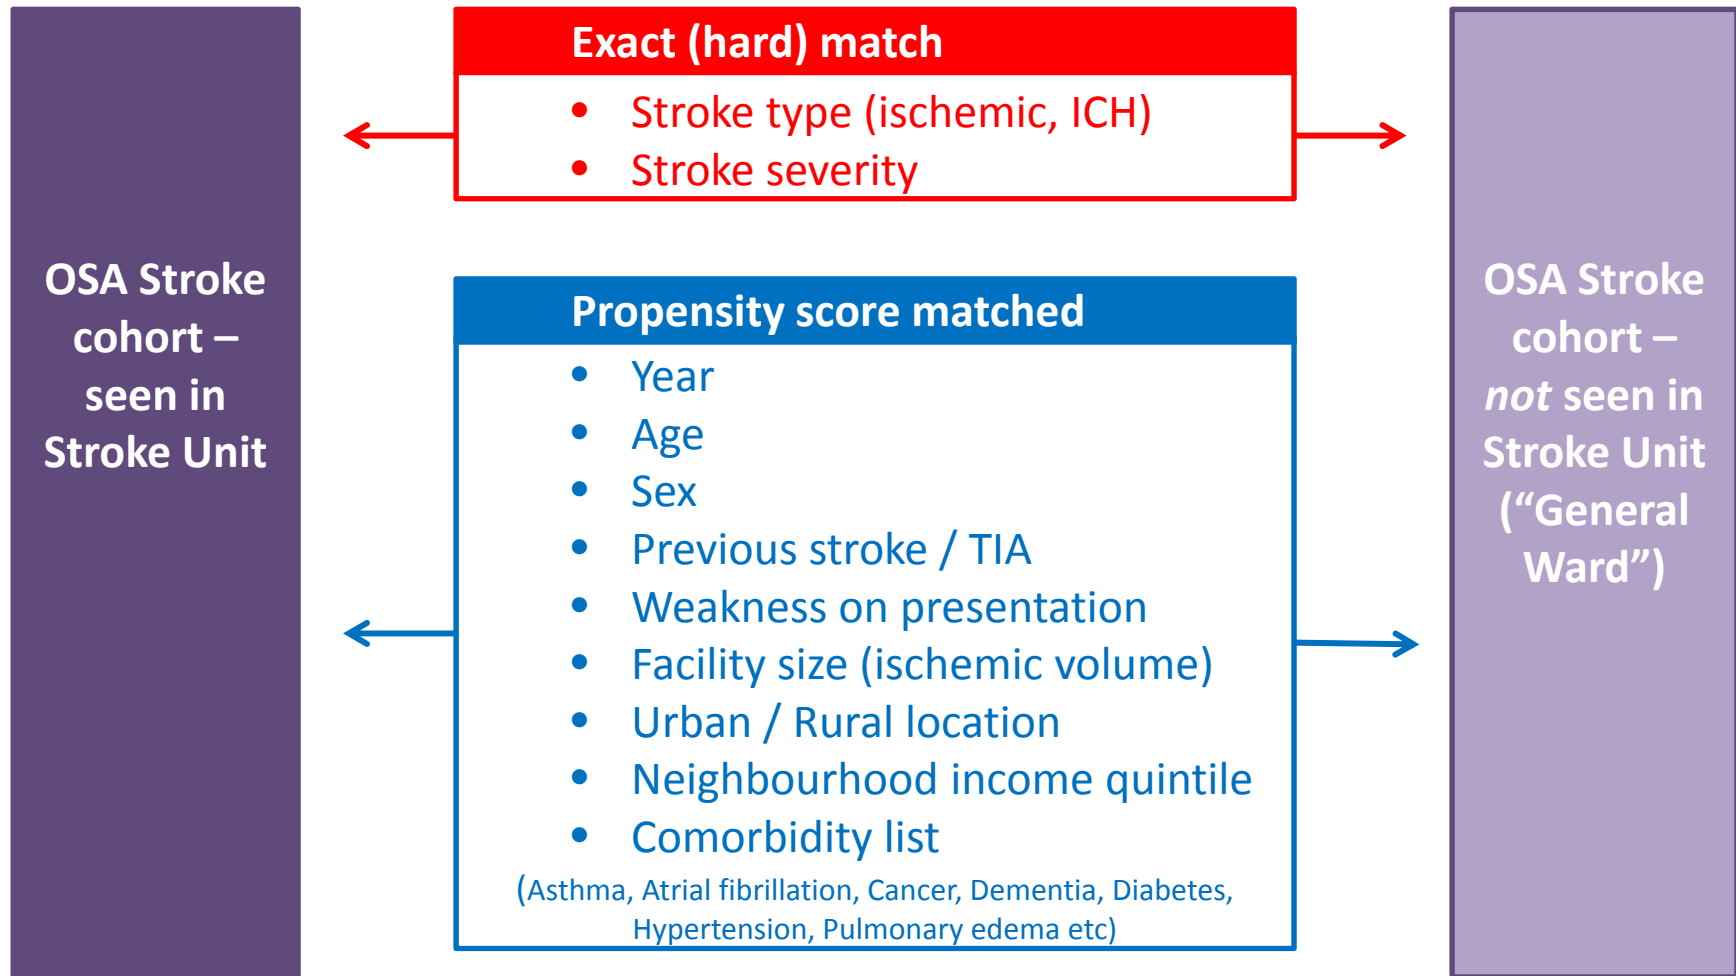 OSA Stroke
cohort –
seen in
Stroke Unit
Exact (hard) match
• Stroke type (ischemic, ICH)
• Stroke severity
Propensity score matched
• Year
• Age
• Sex
• Previous stroke / TIA
• Weakness on presentation
• Facility size (ischemic volume)
• Urban / Rural location
• Neighbourhood income quintile
• Comorbidity list
(Asthma, Atrial fibrillation, Cancer, Dementia, Diabetes,
Hypertension, Pulmonary edema etc)
OSA Stroke
cohort –
not seen in
Stroke Unit
(“General
Ward”)